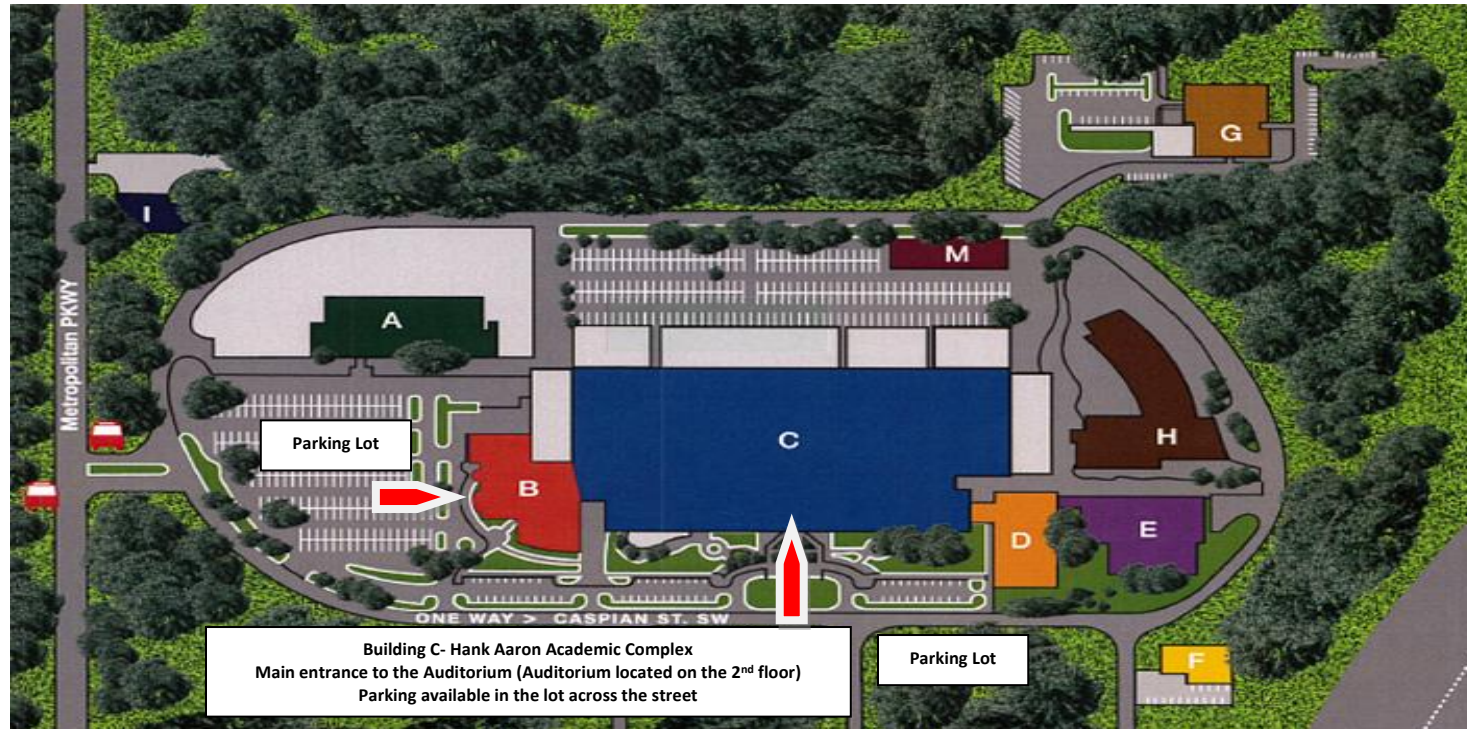 G
I
M
A
Metropolitan PKWY
Parking Lot
C
H
B
D
E
ONE WAY > CASPIAN ST. SW
Building C- Hank Aaron Academic Complex
Main entrance to the Auditorium (Auditorium located on the 2nd floor)
Parking available in the lot across the street
Parking Lot
F